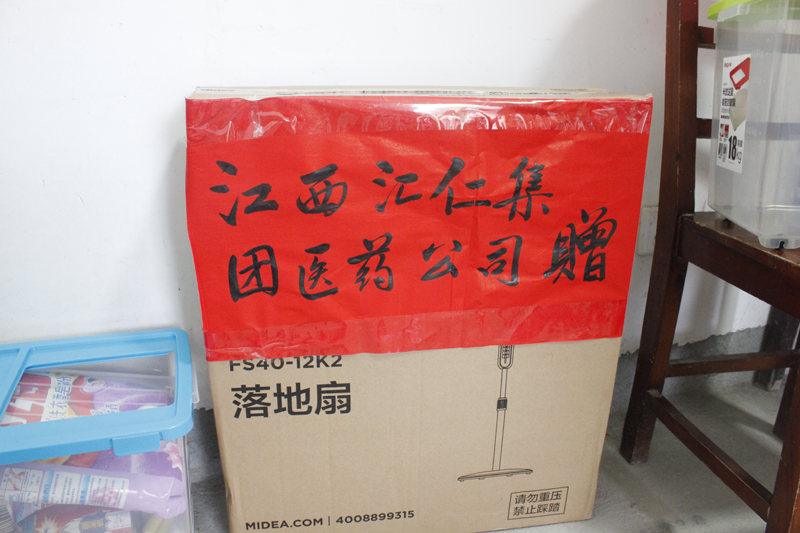 江西汇仁集
团医药公司赠
FS40-12K2
落地扇
MIDEA.COM | 4008899315
请勿重压
禁止踩踏
18